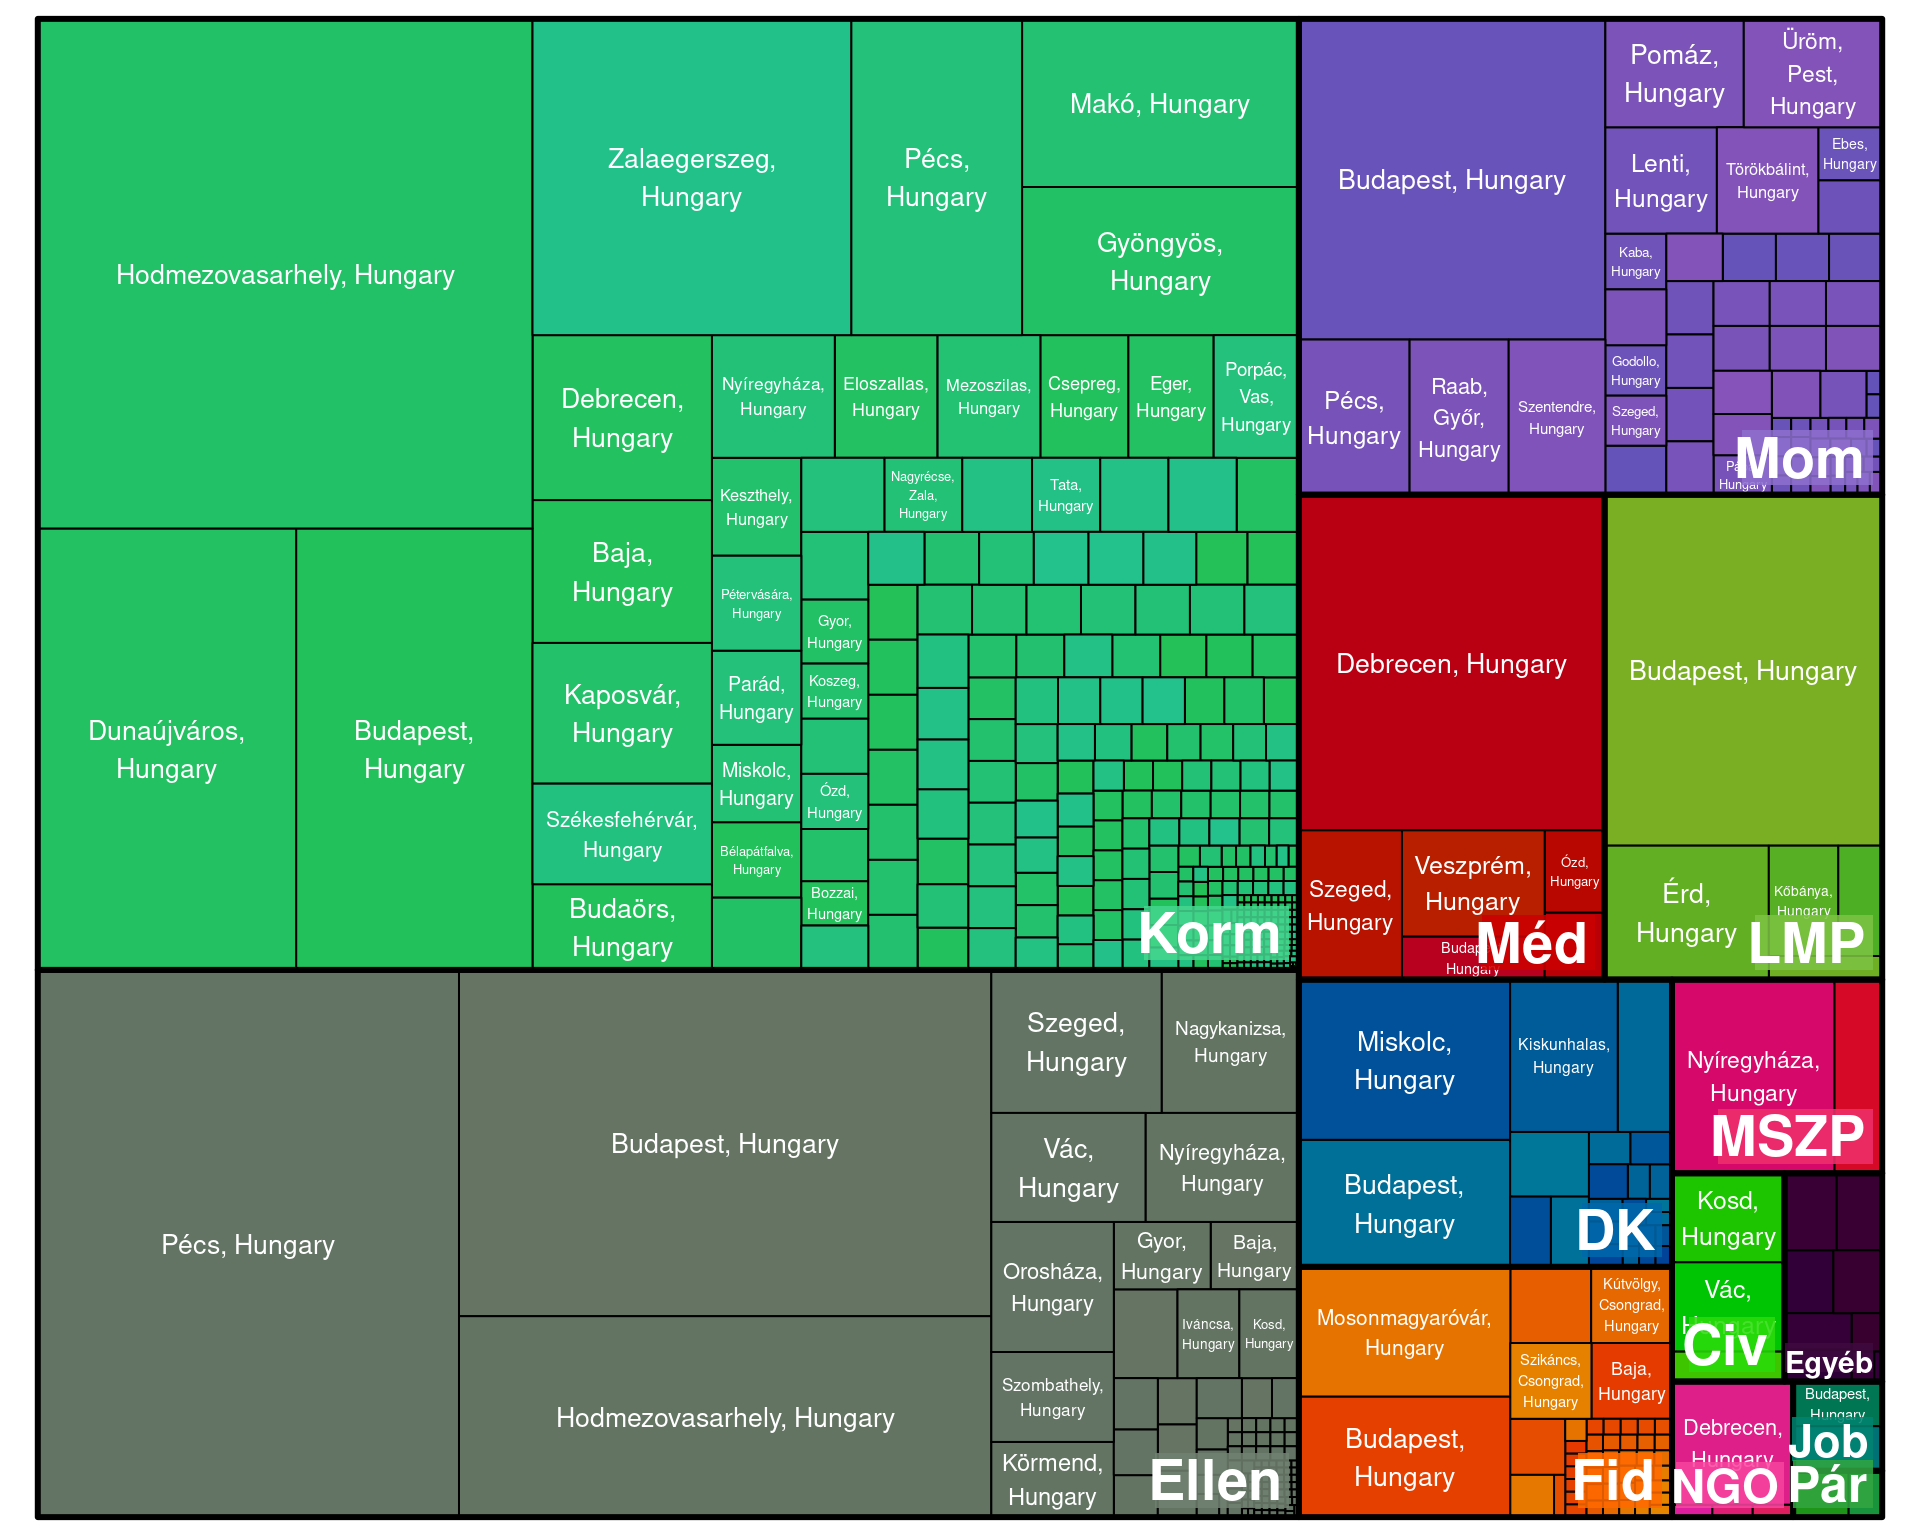 Hodmezovasarhely, Hungary
Zalaegerszeg,
Hungary
Pécs,
Hungary
Makó, Hungary
Gyöngyös,
Hungary
Dunaújváros,
Hungary
Budapest,
Hungary
Debrecen,
Hungary
Baja,
Hungary
Kaposvár,
Hungary
Székesfehérvár,
Hungary
Budaörs,
Hungary
Nyíregyháza,
Hungary
Eloszallas,
Hungary
Mezoszilas,
Hungary
Csepreg,
Hungary
Eger,
Hungary
Porpác,
Vas,
Hungary
Keszthely,
Hungary
Nagyrécse,
Zala,
Hungary
Tata,
Hungary
Pétervására,
Hungary
Gyor,
Hungary
Parád,
Hungary
Koszeg,
Hungary
Miskolc,
Hungary
Ózd,
Hungary
Bélapátfalva,
Hungary
Bozzai,
Hungary
Korm
Pécs, Hungary
Budapest, Hungary
Hodmezovasarhely, Hungary
Szeged,
Hungary
Nagykanizsa,
Hungary
Vác,
Hungary
Nyíregyháza,
Hungary
Orosháza,
Hungary
Gyor,
Hungary
Baja,
Hungary
Iváncsa,
Hungary
Kosd,
Hungary
Szombathely,
Hungary
Körmend,
Hungary
Ellen
Budapest, Hungary
Pomáz,
Hungary
Üröm,
Pest,
Hungary
Lenti,
Hungary
Törökbálint,
Hungary
Ebes,
Hungary
Kaba,
Hungary
Pécs,
Hungary
Raab,
Győr,
Hungary
Szentendre,
Hungary
Godollo,
Hungary
Szeged,
Hungary
Hungary
Mom
Debrecen, Hungary
Szeged,
Hungary
Veszprém,
Hungary
Ózd,
Hungary
Hungary
Méd
Budapest, Hungary
Érd,
Hungary
Kőbánya,
Hungary
LMP
Miskolc,
Hungary
Kiskunhalas,
Hungary
Budapest,
Hungary
DK
Nyíregyháza,
Hungary
MSZP
Mosonmagyaróvár,
Hungary
Kútvölgy,
Csongrad,
Hungary
Szikáncs,
Csongrad,
Hungary
Baja,
Hungary
Budapest,
Hungary
Fid
Kosd,
Hungary
Vác,
Hungary
Civ
Egyéb
Debrecen,
Hungary
NGO
Budapest,
Hungary
Job
Pár